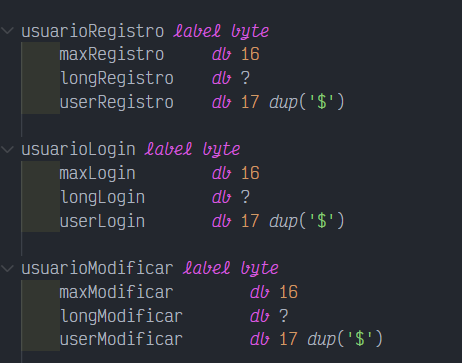 usuarioRegistro label byte
maxRegistro db 16
longRegistro db ?
userRegistro db 17 dup('$')
usuarioLogin label byte
maxLogin db 16
longLogin db ?
userLogin db 17 dup('$')
usuarioModificar label byte
maxModificar db 16
longModificar db ?
userModificar db 17 dup('$')